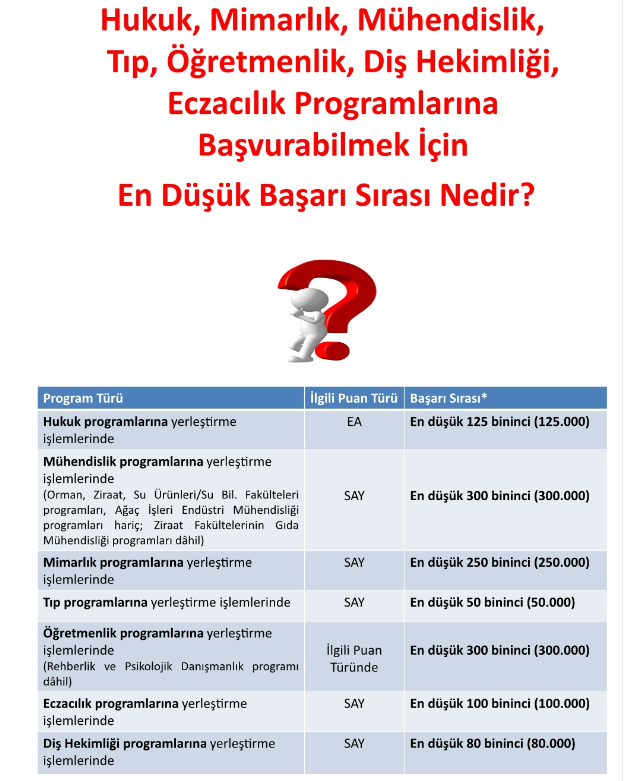 Hukuk, Mimarlık, Mühendislik,
Tıp, Öğretmenlik, Diş Hekimliği,
Eczacılık Programlarına
Başvurabilmek İçin
En Düşük Başarı Sırası Nedir?
Program Türü İlgili Puan Türü Başarı Sırası*
Hukuk programlarına yerleştirme
işlemlerinde
EA
En düşük 125 bininci (125.000)
Mühendislik programlarına yerleştirme
işlemlerinde
(Orman, Ziraat, Su Ürünleri/Su Bil. Fakülteleri
programları, Ağaç İşleri Endüstri Mühendisliği
programları hariç; Ziraat Fakültelerinin Gıda
Mühendisliği programları dâhil)
SAY
En düşük 300 bininci (300.000)
Mimarlık programlarına yerleştirme
işlemlerinde
SAY
En düşük 250 bininci (250.000)
Tıp programlarına yerleştirme işlemlerinde
SAY
En düşük 50 bininci (50.000)
Öğretmenlik programlarına yerleştirme
işlemlerinde
(Rehberlik ve Psikolojik Danışmanlık programı
dâhil)
İlgili Puan
Türünde
En düşük 300 bininci (300.000)
Eczacılık programlarına yerleştirme
işlemlerinde
SAY
En düşük 100 bininci (100.000)
Diş Hekimliği programlarına yerleştirme
işlemlerinde
SAY
En düşük 80 bininci (80.000)